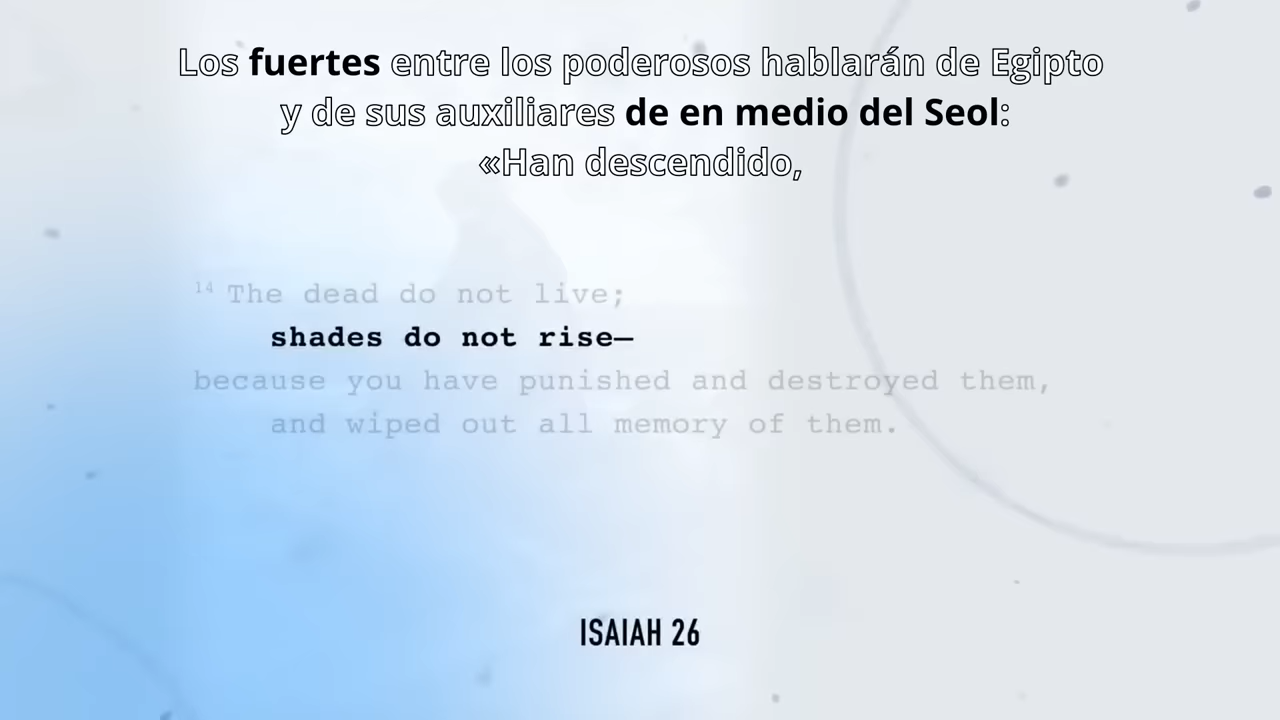 Los fuertes entre los poderosos hablarán de Egipto
y de sus auxiliares de en medio del Seol:
«Han descendido,
14 The dead do not live;
shades do not rise—
because you have punished and destroyed them,
and wiped out all memory of them.
ISAIAH 26